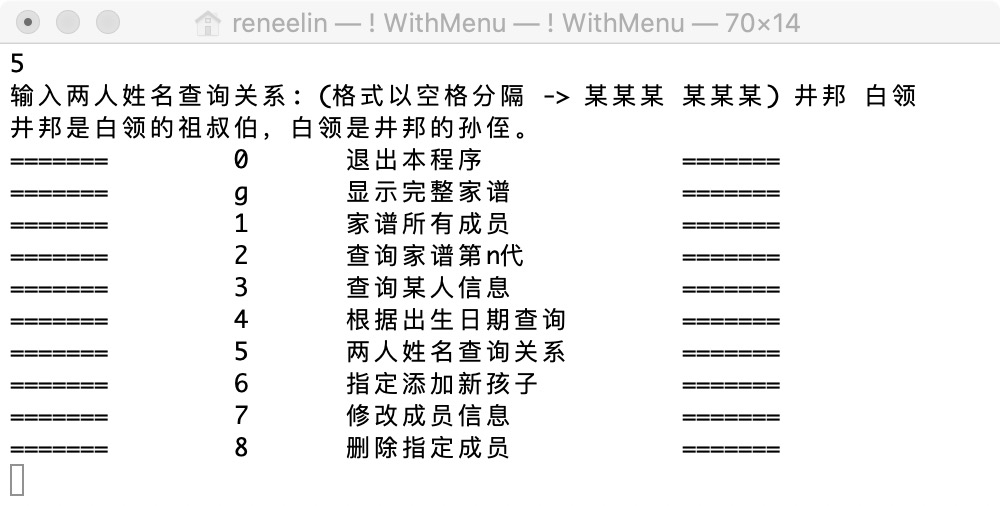 reneelin — ! WithMenu — ! WithMenu — 70×14
5
输入两人姓名查询关系：(格式以空格分隔 -> 某某某 某某某) 井邦 白领
井邦是白领的祖叔伯，白领是井邦的孙侄。
======= 0 退出本程序 =======
======= g 显示完整家谱 =======
======= 1 家谱所有成员 =======
======= 2 查询家谱第n代 =======
======= 3 查询某人信息 =======
======= 4 根据出生日期查询 =======
======= 5 两人姓名查询关系 =======
======= 6 指定添加新孩子 =======
======= 7 修改成员信息 =======
======= 8 删除指定成员 =======